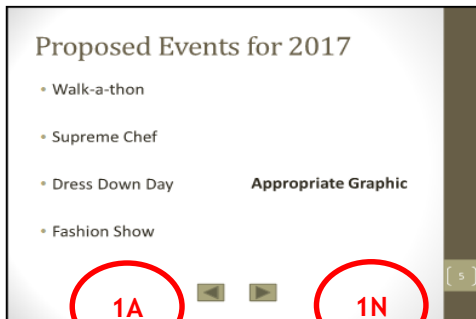 Proposed Events for 2017
• Walk-a-thon
• Supreme Chef
• Dress Down Day
Appropriate Graphic
• Fashion Show
[ 5 ]
1A
1N